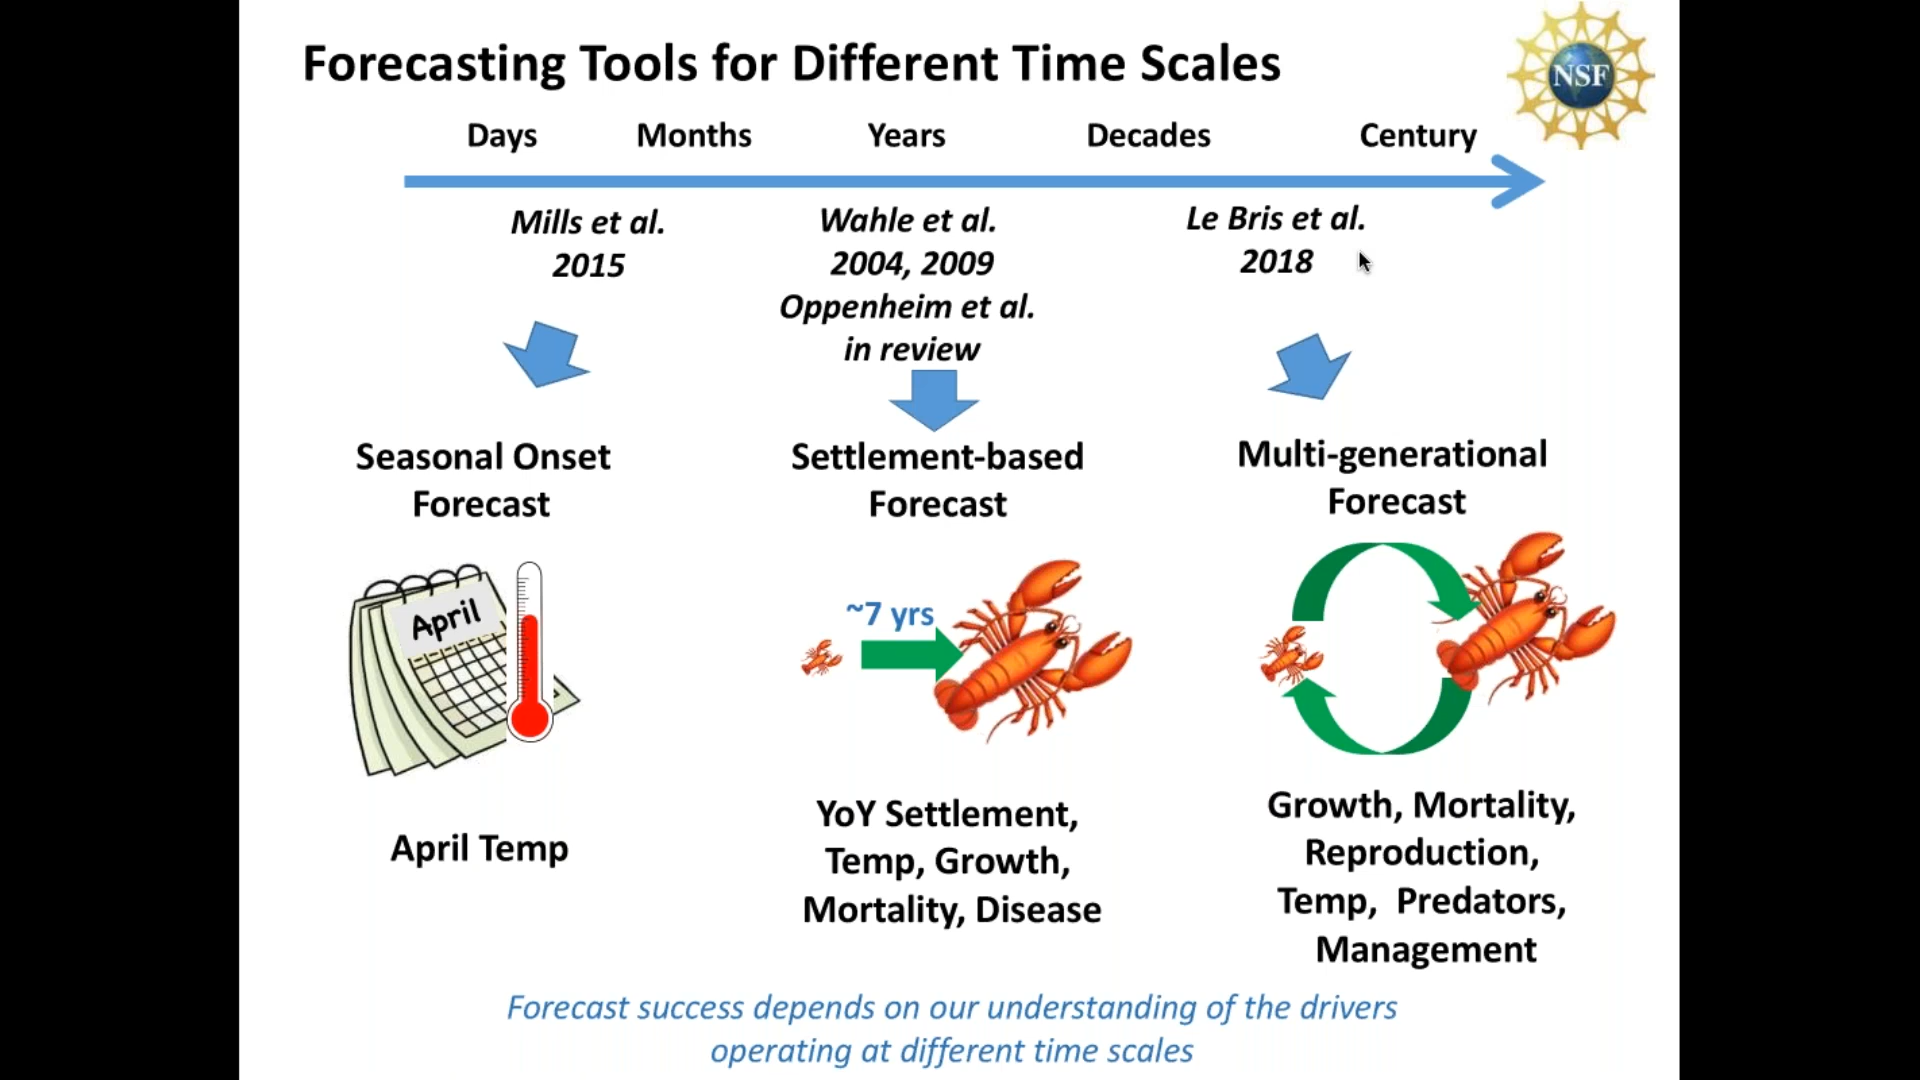 Forecasting Tools for Different Time Scales
NSF
Days Months Years Decades Century
Mills et al.
2015
Wahle et al.
2004, 2009
Oppenheim et al.
in review
Le Bris et al.
2018
Seasonal Onset
Forecast
Settlement-based
Forecast
Multi-generational
Forecast
April
~7 yrs
April Temp
YoY Settlement,
Temp, Growth,
Mortality, Disease
Growth, Mortality,
Reproduction,
Temp, Predators,
Management
Forecast success depends on our understanding of the drivers
operating at different time scales